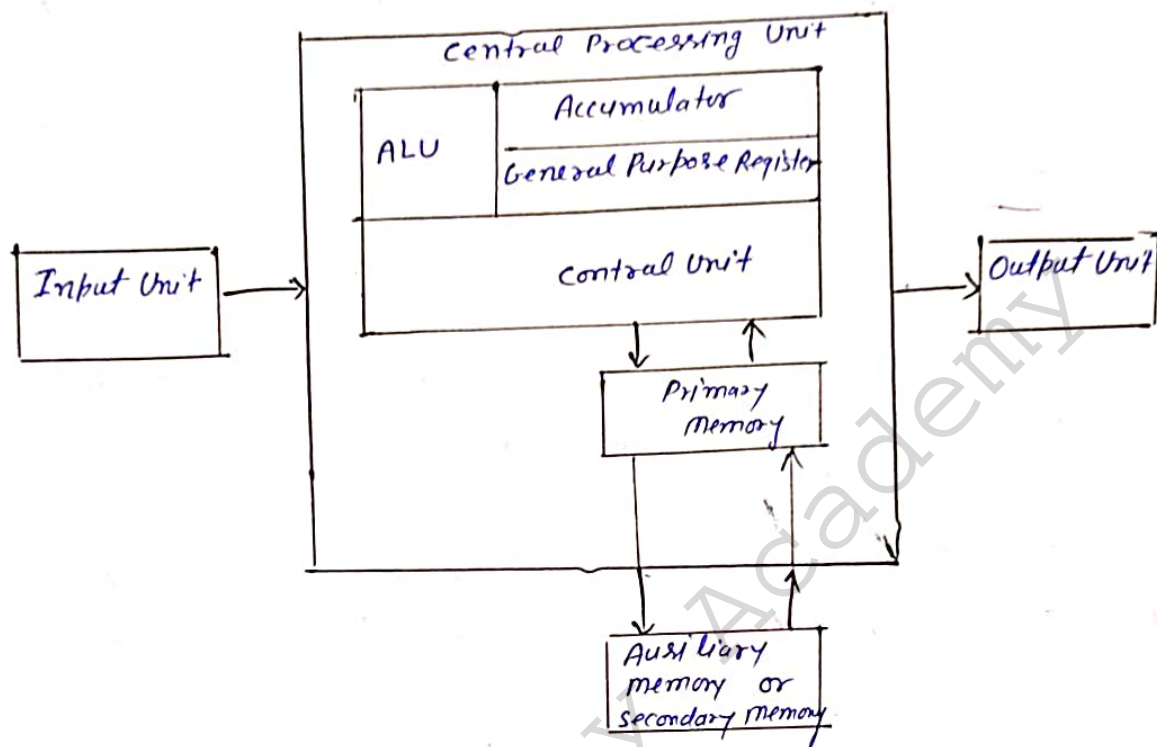 Central Processing Unit
Accumulator
ALU
General Purpose Register
Input Unit
Contral Unit
Output Unit
Primary
Memory
Auxiliary
memory or
secondary memory
y Academy